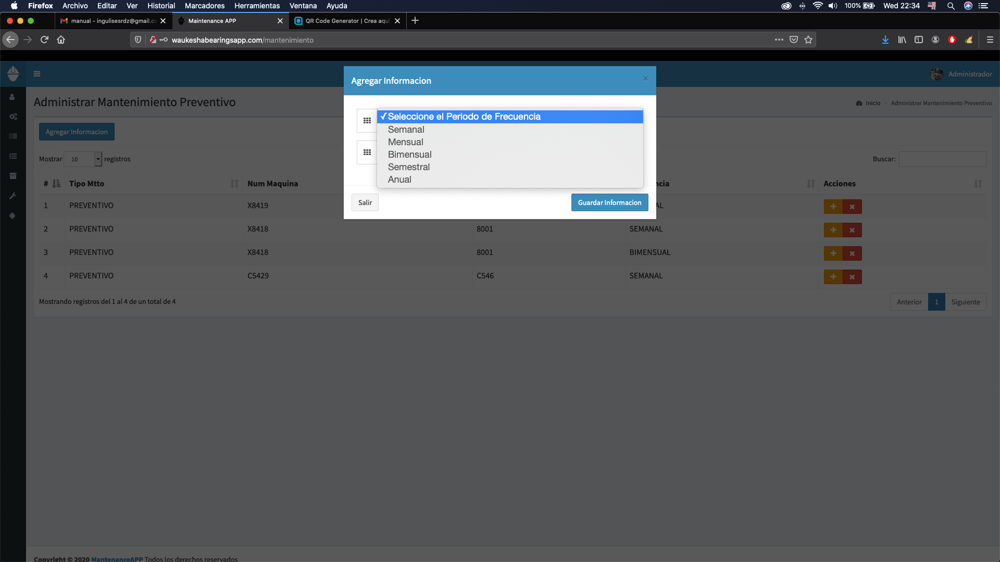 Firefox Archivo Editar Ver Historial Marcadores Herramientas Ventana Ayuda 100% Wed 22:34
manual - ingulisesrdz@gmail.co Maintenance APP QR Code Generator | Crea aquí
waukeshabearingsapp.com/mantenimiento
e
Agregar Informacion ×
Administrador
Administrar Mantenimiento Preventivo
Inicio > Administrar Mantenimiento Preventivo
✓Seleccione el Periodo de Frecuencia
Semanal
Mensual
Bimensual
Semestral
Anual
Agregar Informacion
Mostrar 10 registros
Buscar:
# Tipo Mtto Num Maquina ncia Acciones
Salir Guardar Informacion
1 PREVENTIVO X8419 AL
2 PREVENTIVO X8418 8001 SEMANAL
3 PREVENTIVO X8418 8001 BIMENSUAL
4 PREVENTIVO C5429 C546 SEMANAL
Mostrando registros del 1 al 4 de un total de 4
Anterior 1 Siguiente
Copyright © 2020 MantenanceAPP Todos los derechos reservados